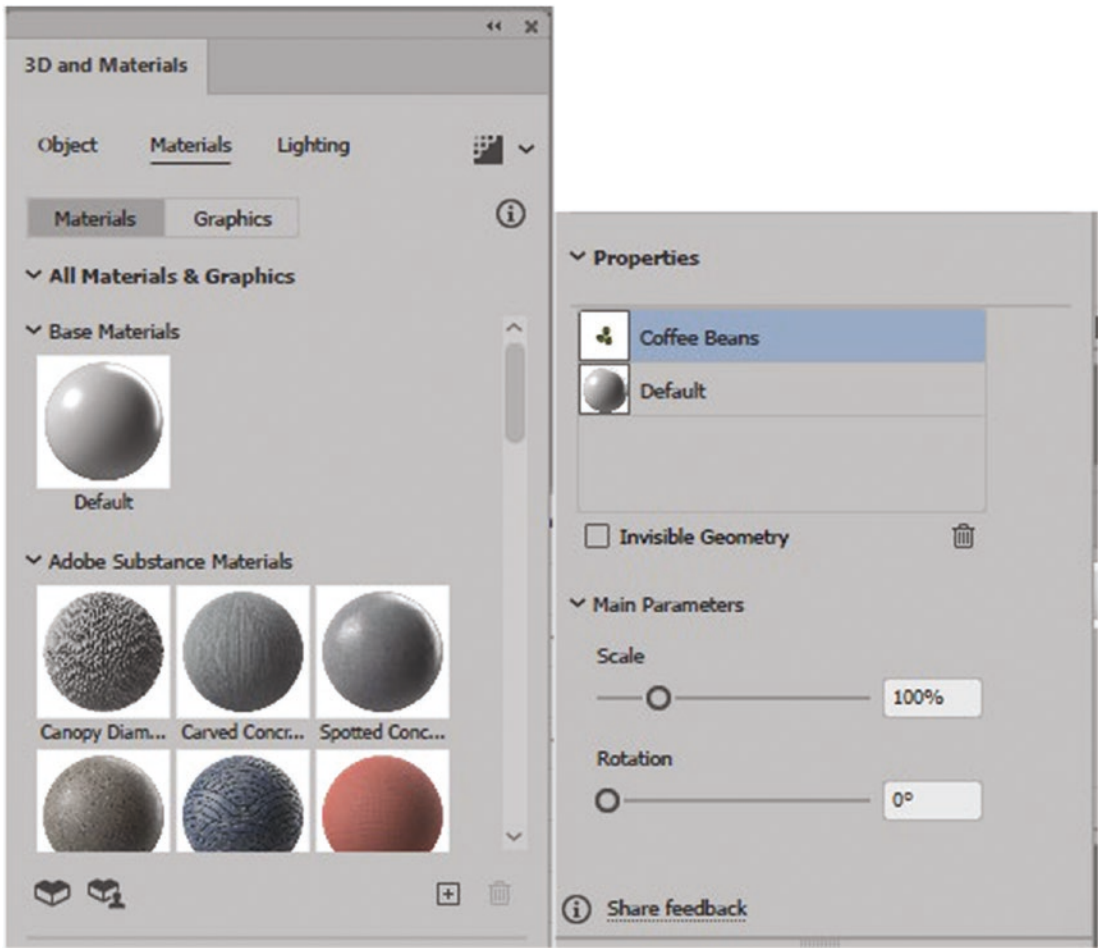 3D and Materials
Object Materials Lighting
Materials Graphics
All Materials & Graphics
Base Materials
Default
Adobe Substance Materials
Canopy Diam... Carved Concr... Spotted Conc...
Properties
Coffee Beans
Default
Invisible Geometry
Main Parameters
Scale
100%
Rotation
0°
Share feedback